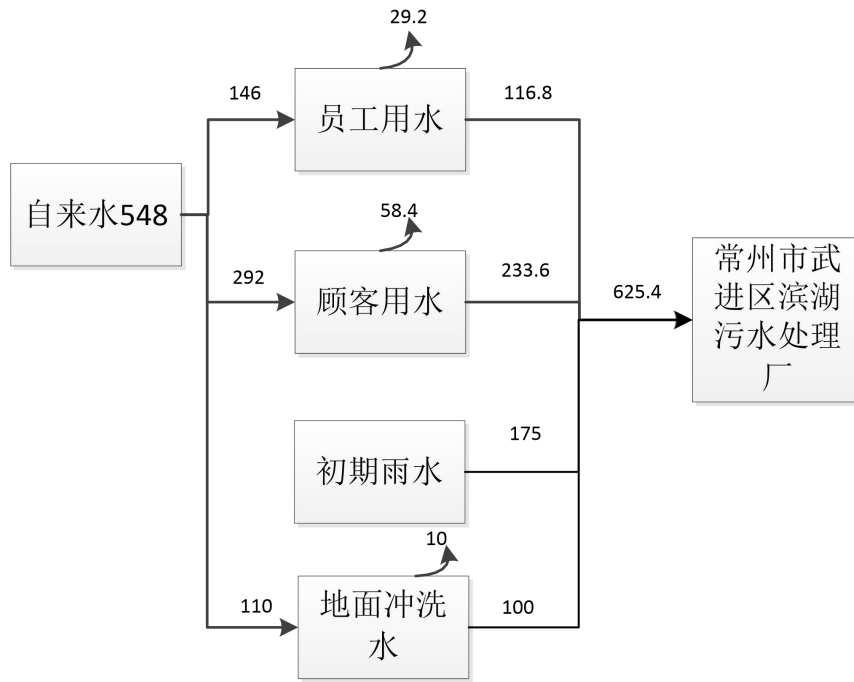 29.2
146
员工用水
116.8
自来水548
58.4
292
顾客用水
233.6
625.4
常州市武
进区滨湖
污水处理
厂
初期雨水
175
10
110
地面冲洗
水
100